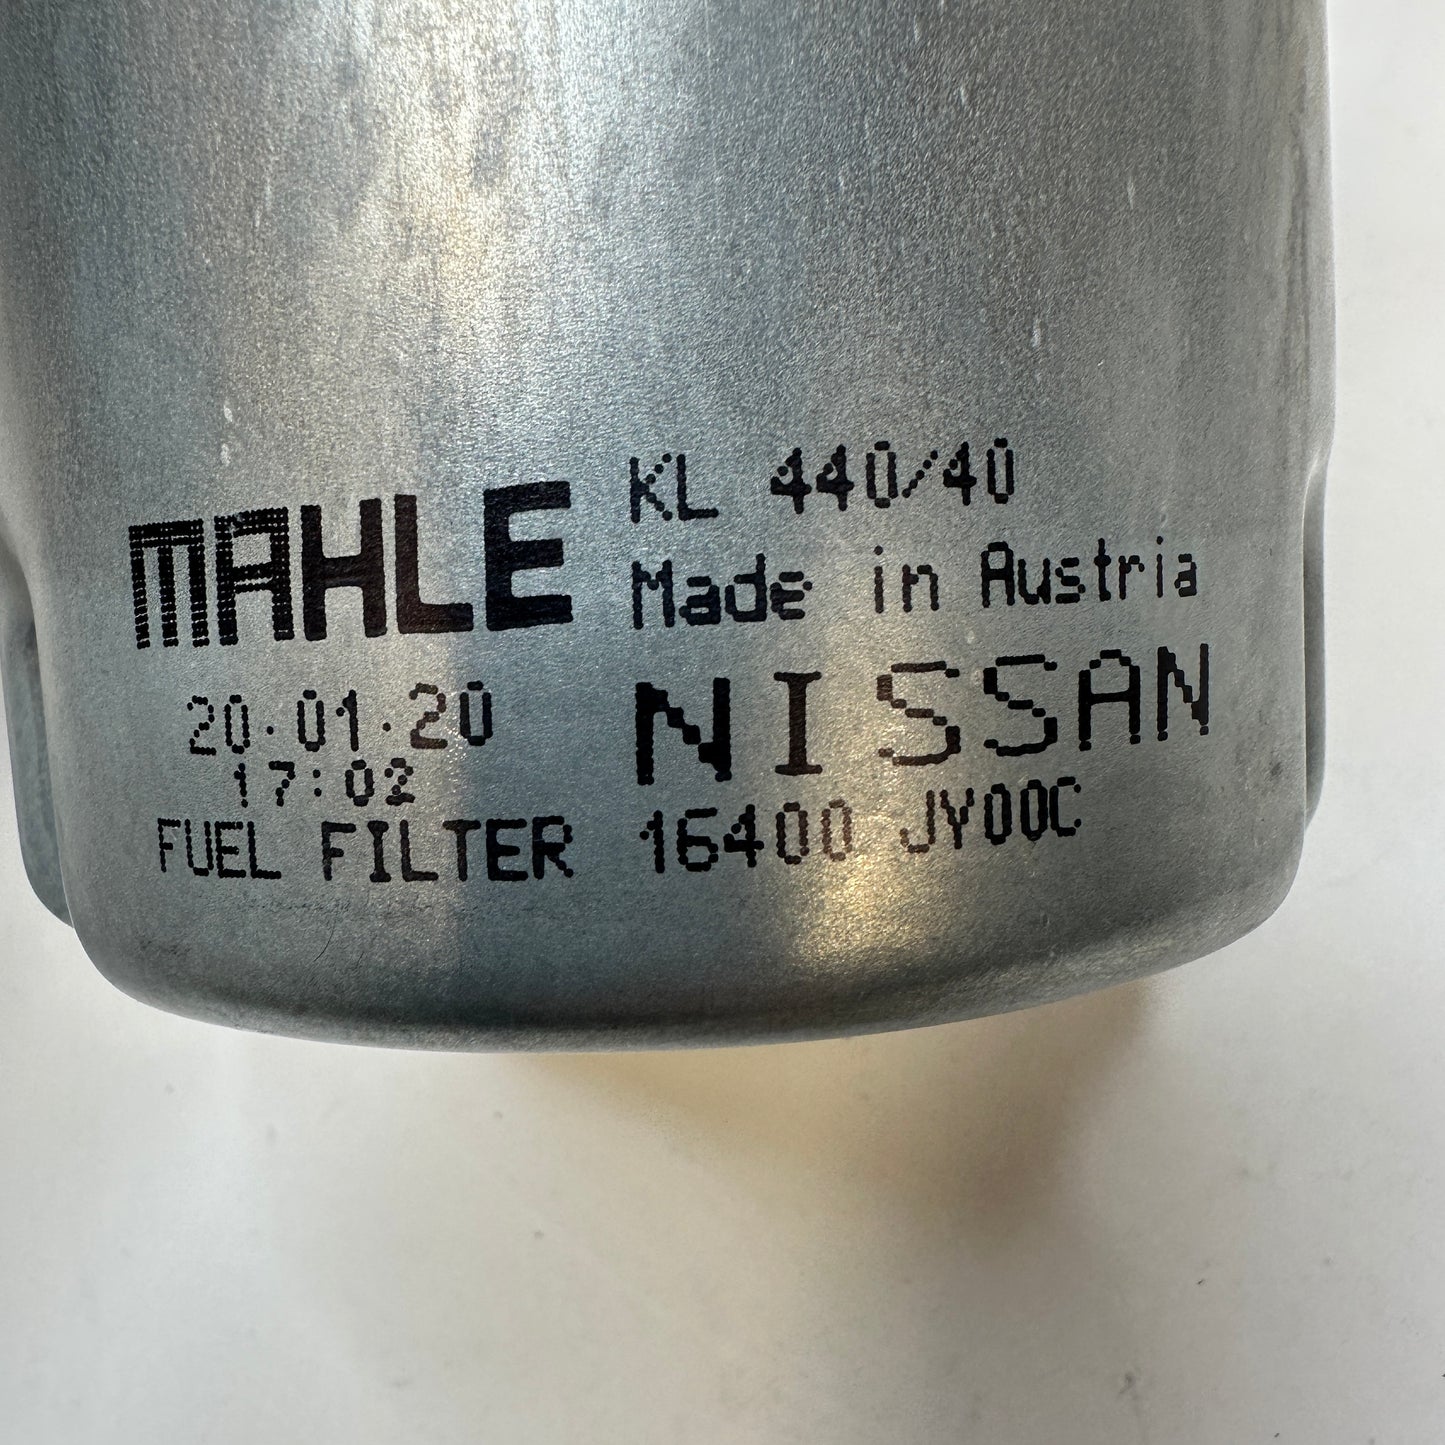 MAHLE KL 440/40
Made in Austria
20.01.20 NISSAN
17:02
FUEL FILTER 16400 JY00C